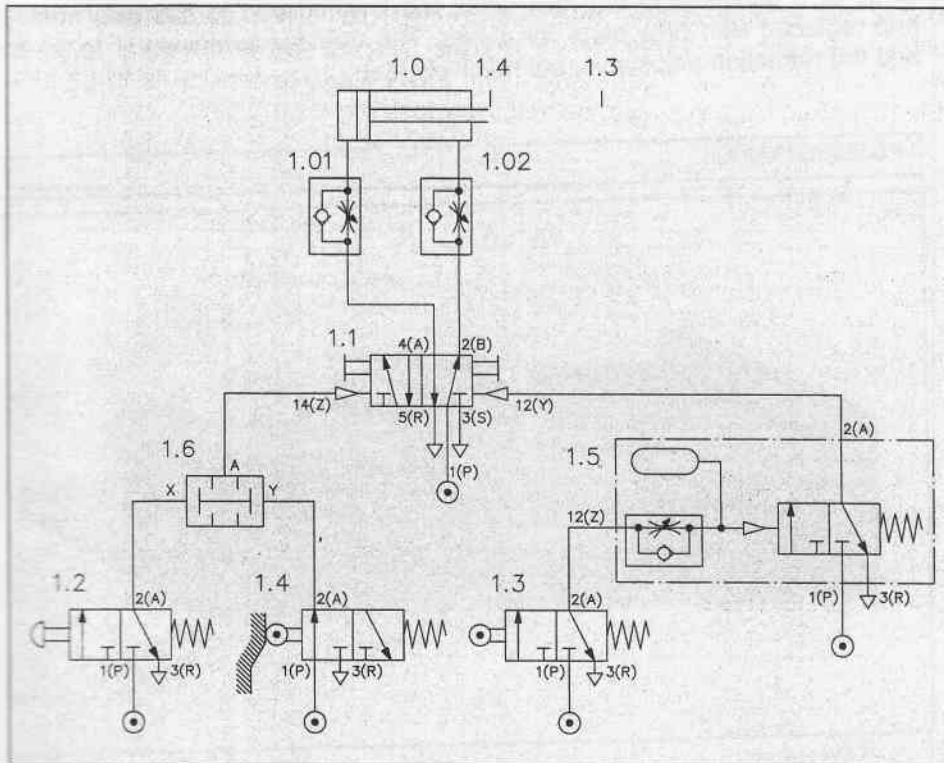 1.0
1.4
1.3
1.01
1.02
1.1
4(A)
2(B)
14(Z)
5(R)
3(S)
12(Y)
1(P)
2(A)
1.6
A
X
Y
1.5
12(Z)
1(P)
3(R)
1.2
2(A)
1(P)
3(R)
1.4
2(A)
1(P)
3(R)
1.3
2(A)
1(P)
3(R)